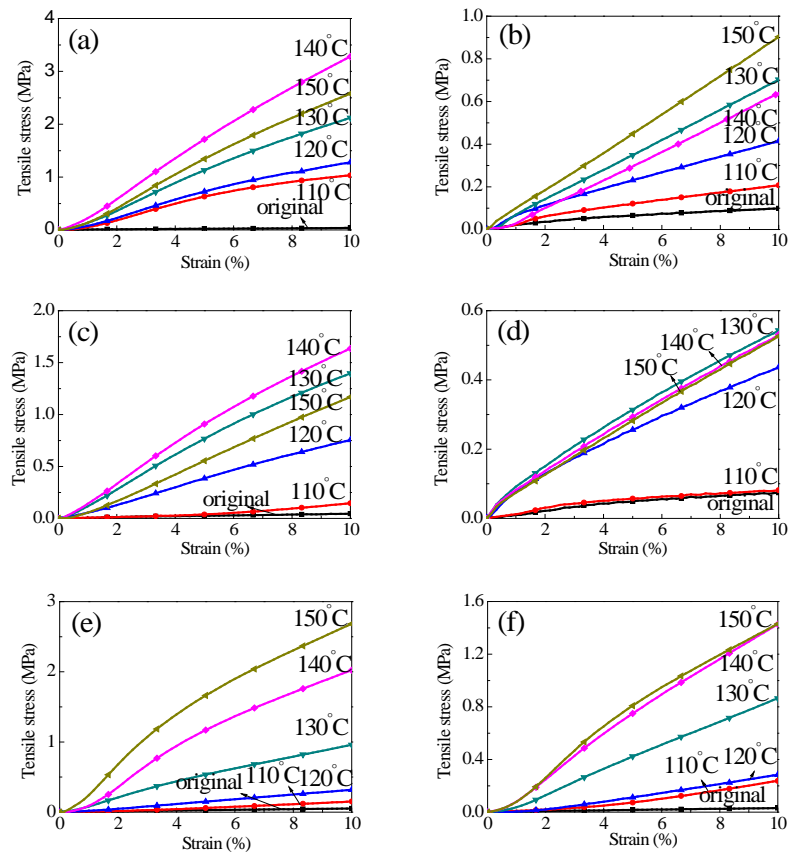 (a)
4
3
2
1
0
0 2 4 6 8 10
Tensile stress (MPa)
Strain (%)
140°C
150°C
130°C
120°C
110°C
original
(b)
1.2
0.9
0.6
0.3
0.0
0 2 4 6 8 10
Tensile stress (MPa)
Strain (%)
150°C
130°C
140°C
120°C
110°C
original
(c)
2.0
1.5
1.0
0.5
0.0
0 2 4 6 8 10
Tensile stress (MPa)
Strain (%)
140°C
130°C
150°C
120°C
110°C
original
(d)
0.6
0.4
0.2
0.0
0 2 4 6 8 10
Tensile stress (MPa)
Strain (%)
130°C
140°C
150°C
120°C
110°C
original
(e)
3
2
1
0
0 2 4 6 8 10
Tensile stress (MPa)
Strain (%)
150°C
140°C
130°C
120°C
110°C
original
(f)
1.6
1.2
0.8
0.4
0.0
0 2 4 6 8 10
Tensile stress (MPa)
Strain (%)
150°C
140°C
130°C
120°C
110°C
original